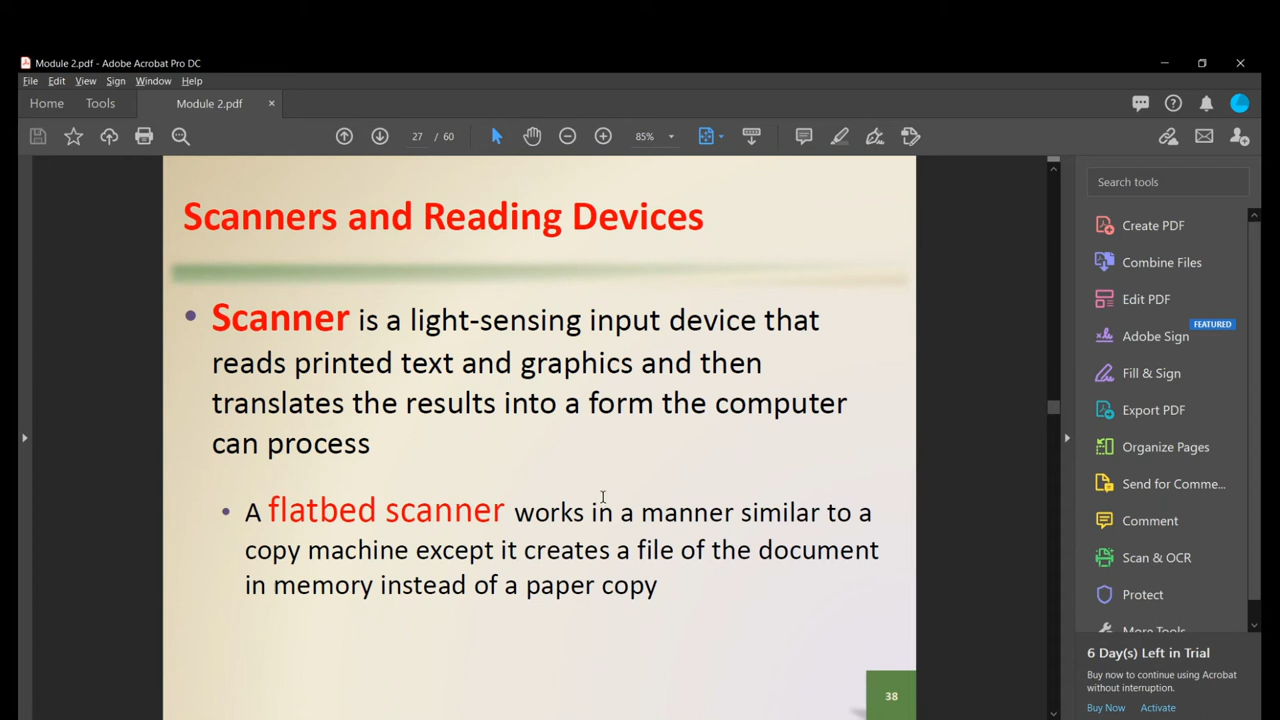 Module 2.pdf - Adobe Acrobat Pro DC
File Edit View Sign Window Help
Home Tools Module 2.pdf ×
27 / 60 85%
Scanners and Reading Devices
• Scanner is a light-sensing input device that
reads printed text and graphics and then
translates the results into a form the computer
can process
• A flatbed scanner works in a manner similar to a
copy machine except it creates a file of the document
in memory instead of a paper copy
38
Search tools
Create PDF
Combine Files
Edit PDF
FEATURED
Adobe Sign
Fill & Sign
Export PDF
Organize Pages
Send for Comme...
Comment
Scan & OCR
Protect
More Tools
6 Day(s) Left in Trial
Buy now to continue using Acrobat
without interruption.
Buy Now Activate